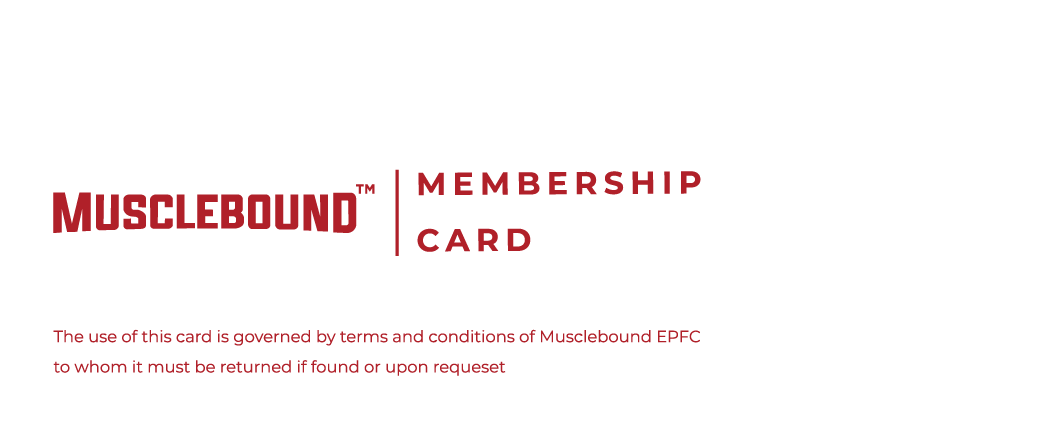 MUSCLEBOUND™
MEMBERSHIP
CARD
The use of this card is governed by terms and conditions of Musclebound EPFC
to whom it must be returned if found or upon requeset